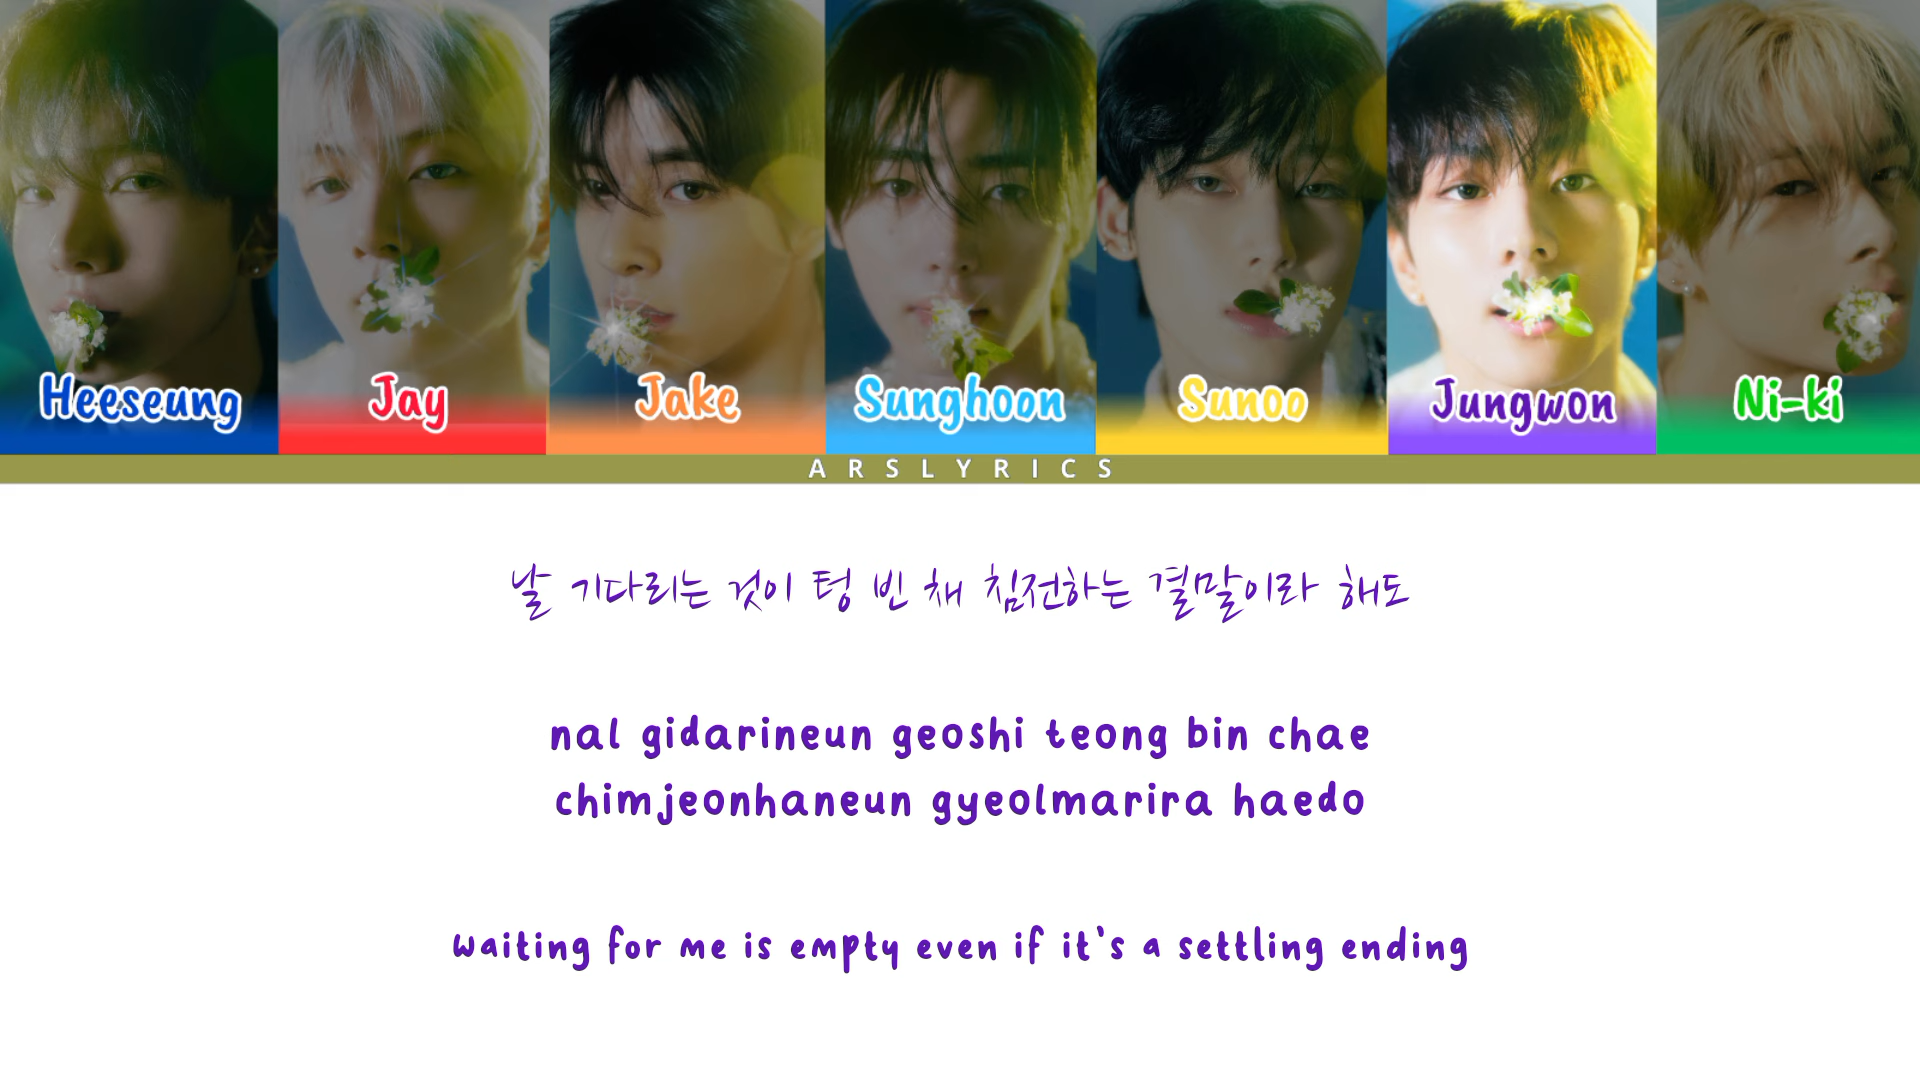 Heeseung Jay Jake Sunghoon Sunoo Jungwon Ni-ki
ARSLYRICS
날 기다리는 것이 텅 빈 채 침전하는 결말이라 해도
nal gidarineun geoshi teong bin chae
chimjeonhaneun gyeolmarira haedo
waiting for me is empty even if it's a settling ending